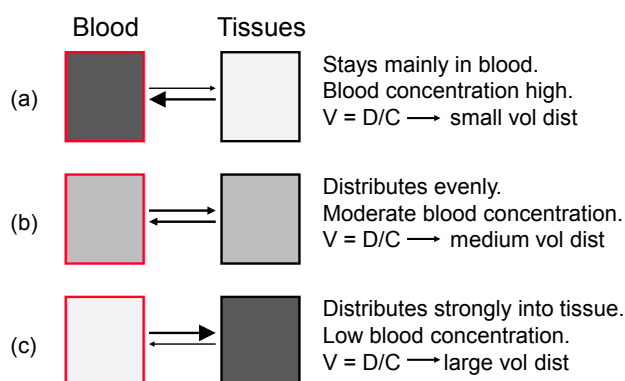 Blood Tissues
(a)
Stays mainly in blood.
Blood concentration high.
V = D/C → small vol dist
(b)
Distributes evenly.
Moderate blood concentration.
V = D/C → medium vol dist
(c)
Distributes strongly into tissue.
Low blood concentration.
V = D/C → large vol dist